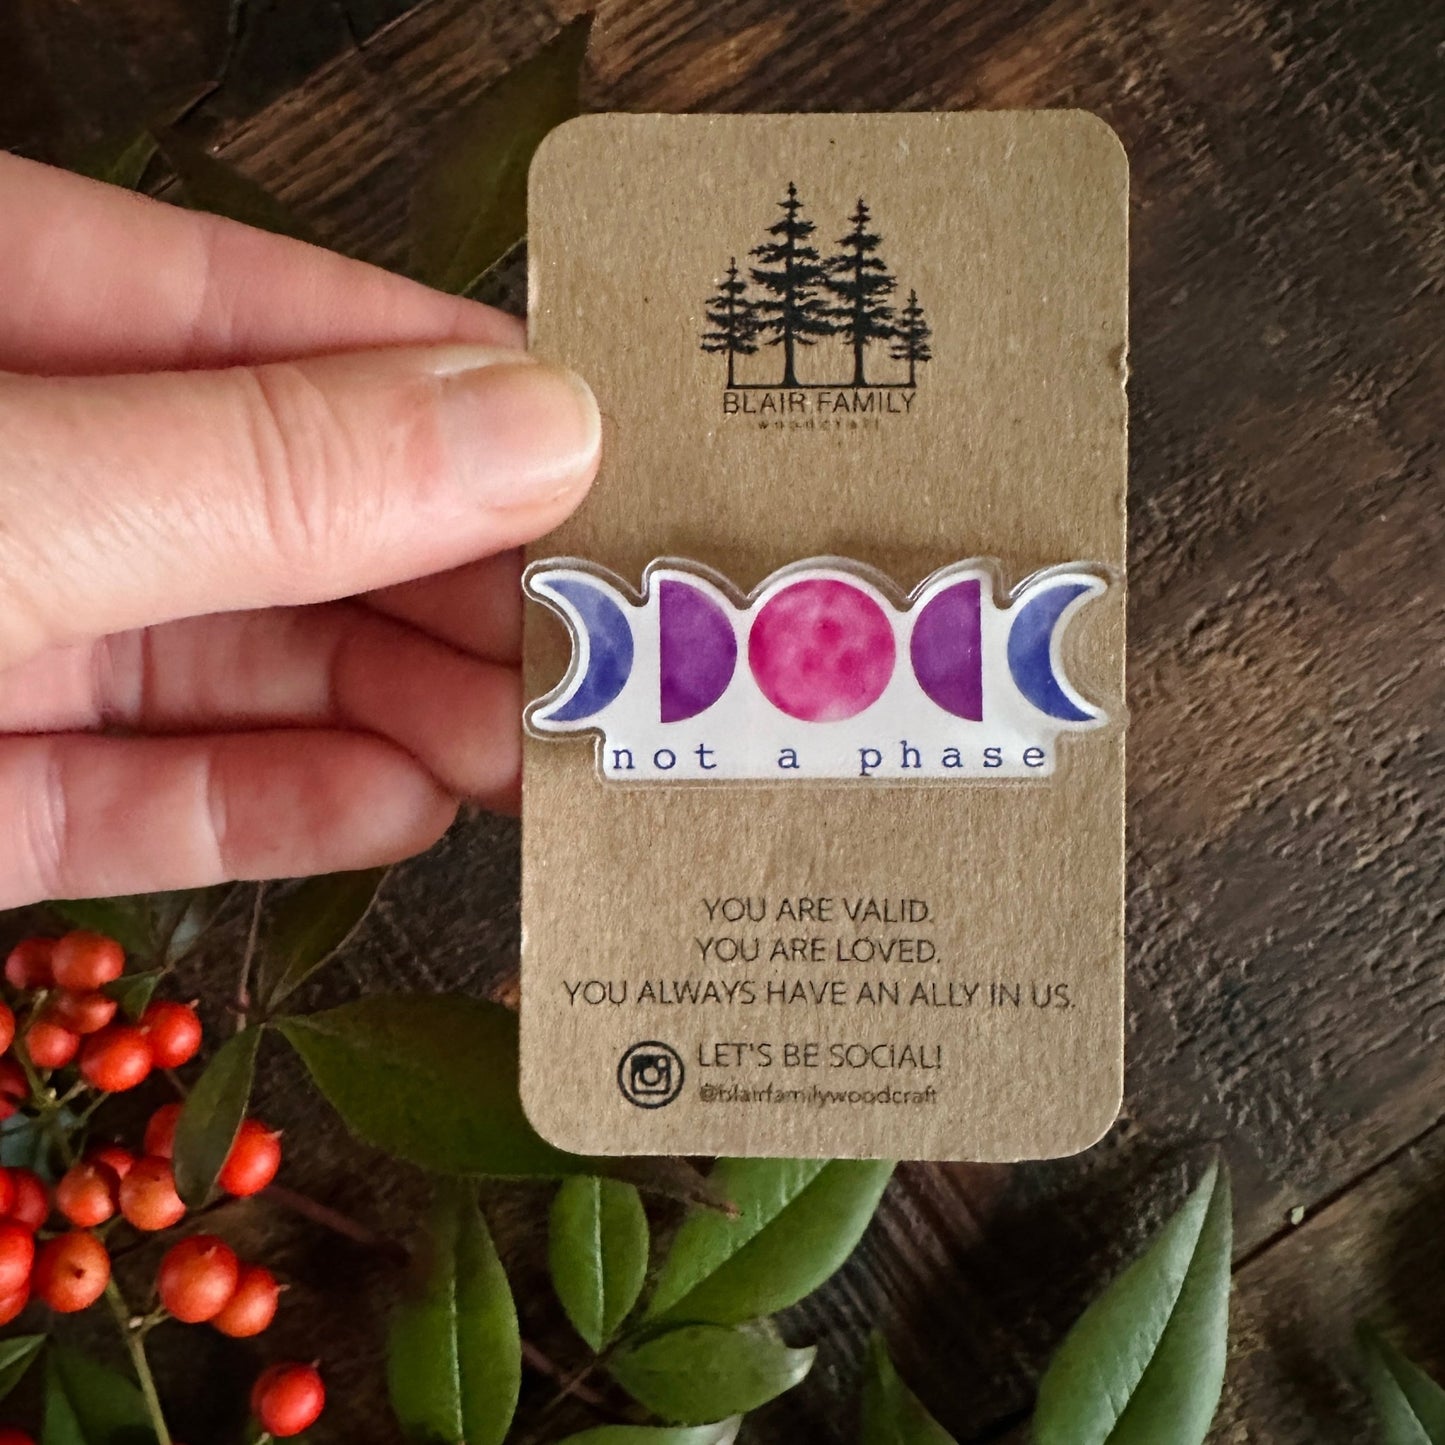 BLAIR FAMILY
woodcraft
not a phase
YOU ARE VALID.
YOU ARE LOVED.
YOU ALWAYS HAVE AN ALLY IN US.
LET'S BE SOCIAL!
@blairfamilywoodcraft